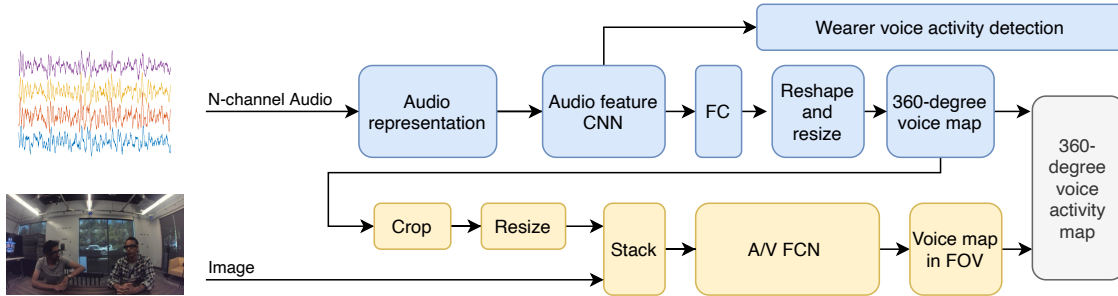 Wearer voice activity detection
N-channel Audio
Audio
representation
Audio feature
CNN
FC
Reshape
and
resize
360-degree
voice map
360-
degree
voice
activity
map
Crop
Resize
Stack
A/V FCN
Voice map
in FOV
Image